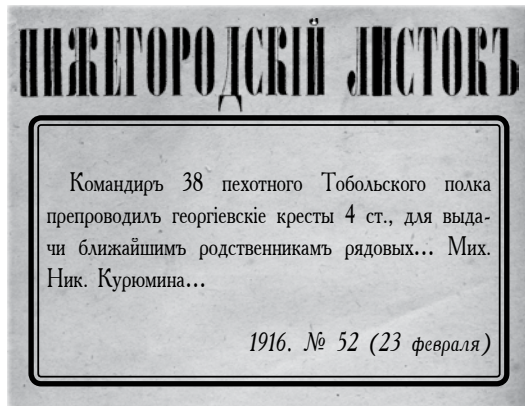 НИЖЕГОРОДСКІЙ ЛИСТОКЪ
Командиръ 38 пехотного Тобольского полка
препроводилъ георгіевскіе кресты 4 ст., для выда-
чи ближайшимъ родственникамъ рядовых... Мих.
Ник. Курюмина...
1916. № 52 (23 февраля)